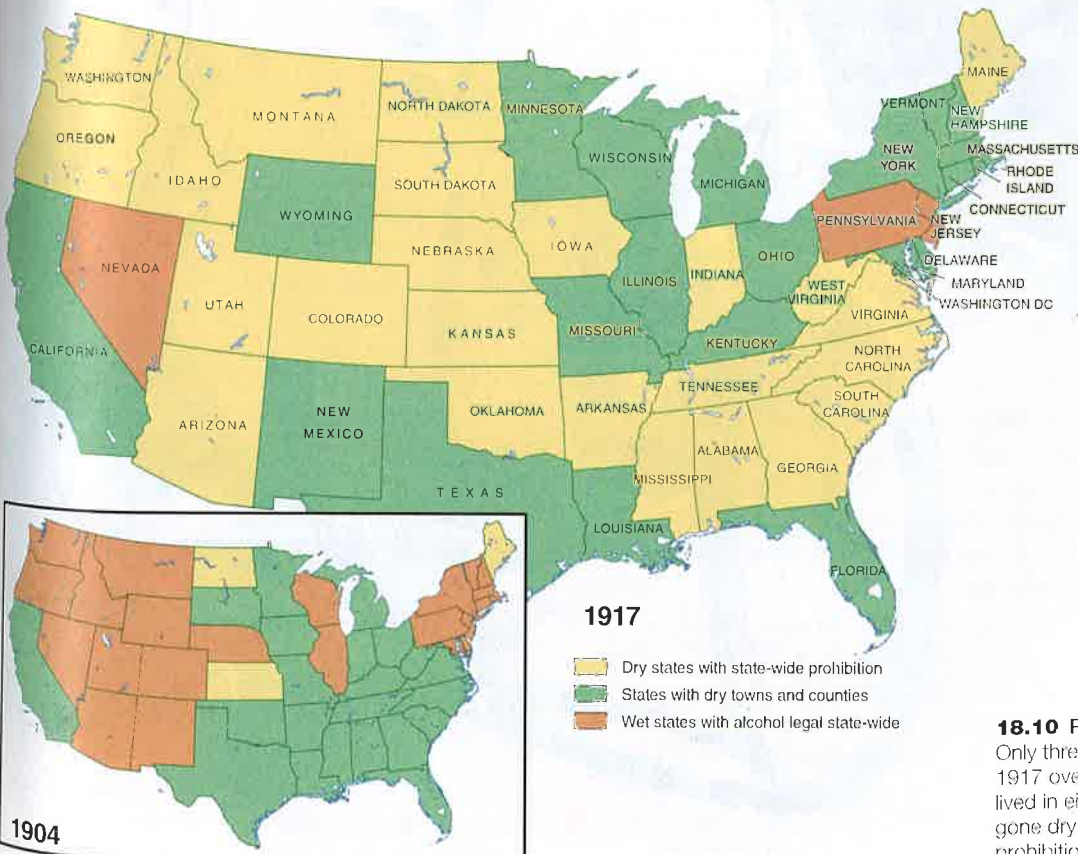 WASHINGTON
MONTANA
NORTH DAKOTA
MINNESOTA
MAINE
OREGON
IDAHO
SOUTH DAKOTA
WISCONSIN
MICHIGAN
VERMONT
NEW
HAMPSHIRE
NEW
YORK
MASSACHUSETTS
RHODE
ISLAND
CONNECTICUT
WYOMING
NEBRASKA
IOWA
PENNSYLVANIA
NEW
JERSEY
NEVADA
UTAH
COLORADO
KANSAS
ILLINOIS
INDIANA
OHIO
DELAWARE
MARYLAND
WASHINGTON DC
WEST
VIRGINIA
VIRGINIA
CALIFORNIA
MISSOURI
KENTUCKY
NORTH
CAROLINA
ARIZONA
NEW
MEXICO
OKLAHOMA
ARKANSAS
TENNESSEE
SOUTH
CAROLINA
TEXAS
MISSISSIPPI
ALABAMA
GEORGIA
LOUISIANA
FLORIDA
1917
Dry states with state-wide prohibition
States with dry towns and counties
Wet states with alcohol legal state-wide
1904
18.10
Only thre
1917 ove
lived in ei
gone dry
prohibitio